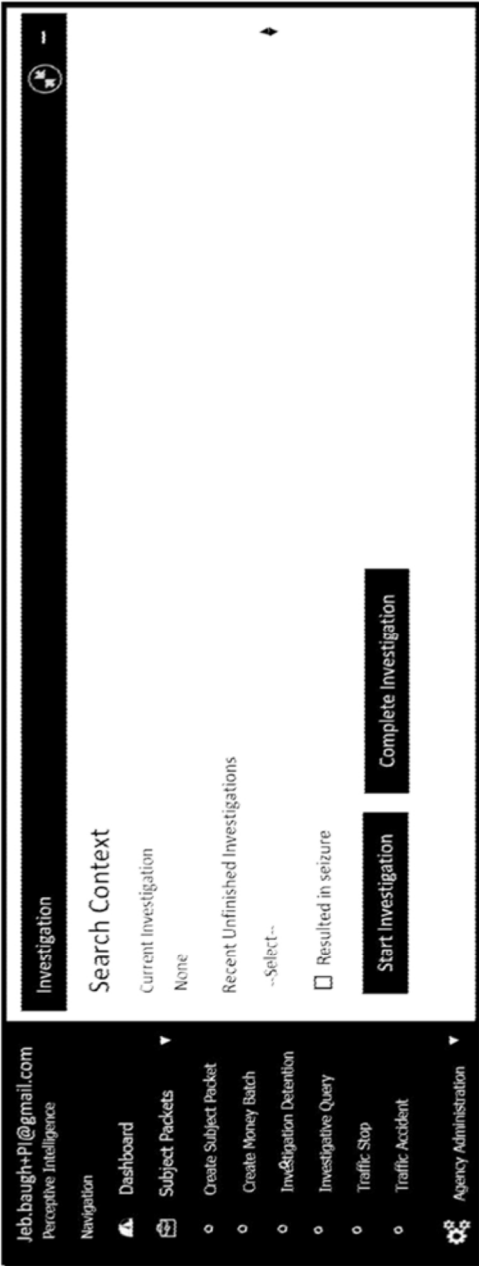 Jeb.baugh+PI@gmail.com
Perceptive Intelligence
Navigation
Dashboard
Subject Packets
Create Subject Packet
Create Money Batch
Investigation Detention
Investigative Query
Traffic Stop
Traffic Accident
Agency Administration
Investigation
Search Context
Current Investigation
None
Recent Unfinished Investigations
--Select--
Resulted in seizure
Start Investigation
Complete Investigation